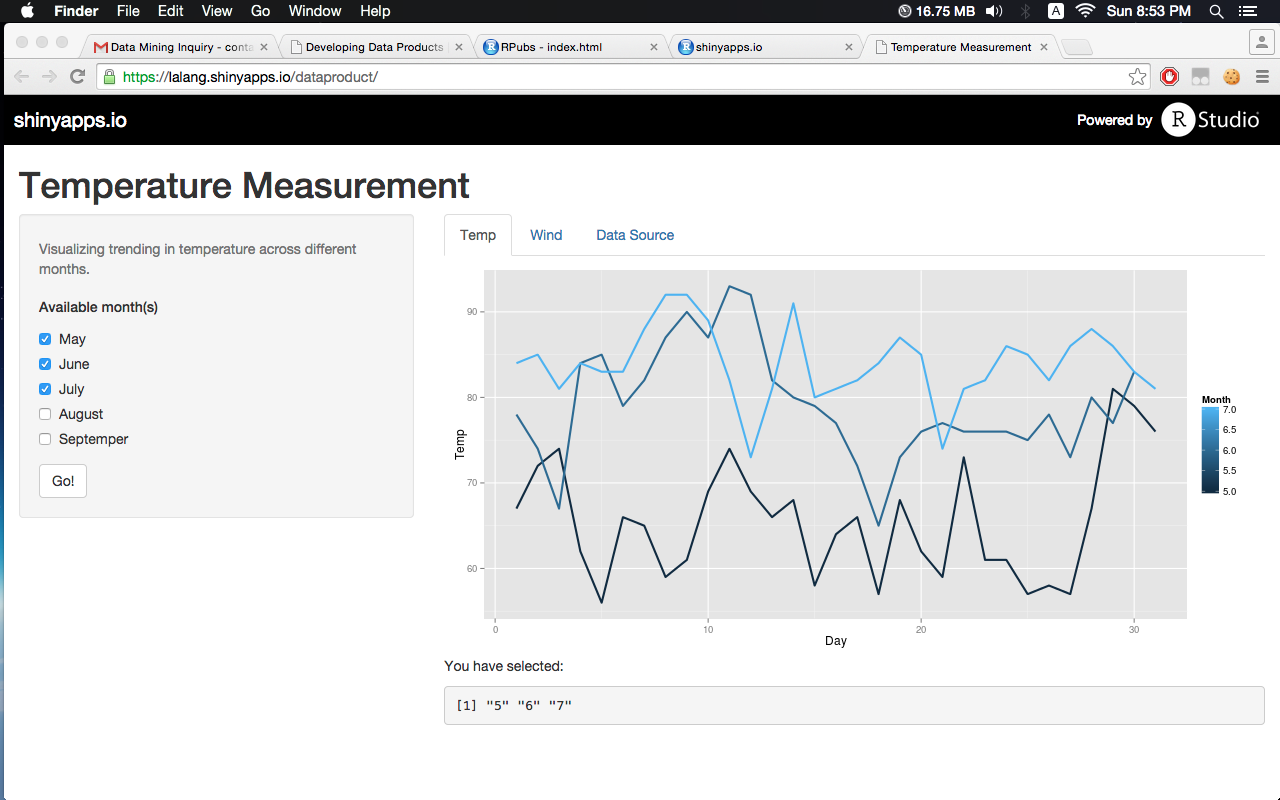 Finder File Edit View Go Window Help 16.75 MB A Sun 8:53 PM
Data Mining Inquiry - conta Developing Data Products RPubs - index.html shinyapps.io Temperature Measurement
https://lalang.shinyapps.io/dataproduct/
shinyapps.io Powered by R Studio
Temperature Measurement
Visualizing trending in temperature across different
months.
Available month(s)
May
June
July
August
Septemper
Go!
Temp Wind Data Source
Temp
90
80
70
60
0 10 20 30
Day
Month
7.0
6.5
6.0
5.5
5.0
You have selected:
[1] "5" "6" "7"